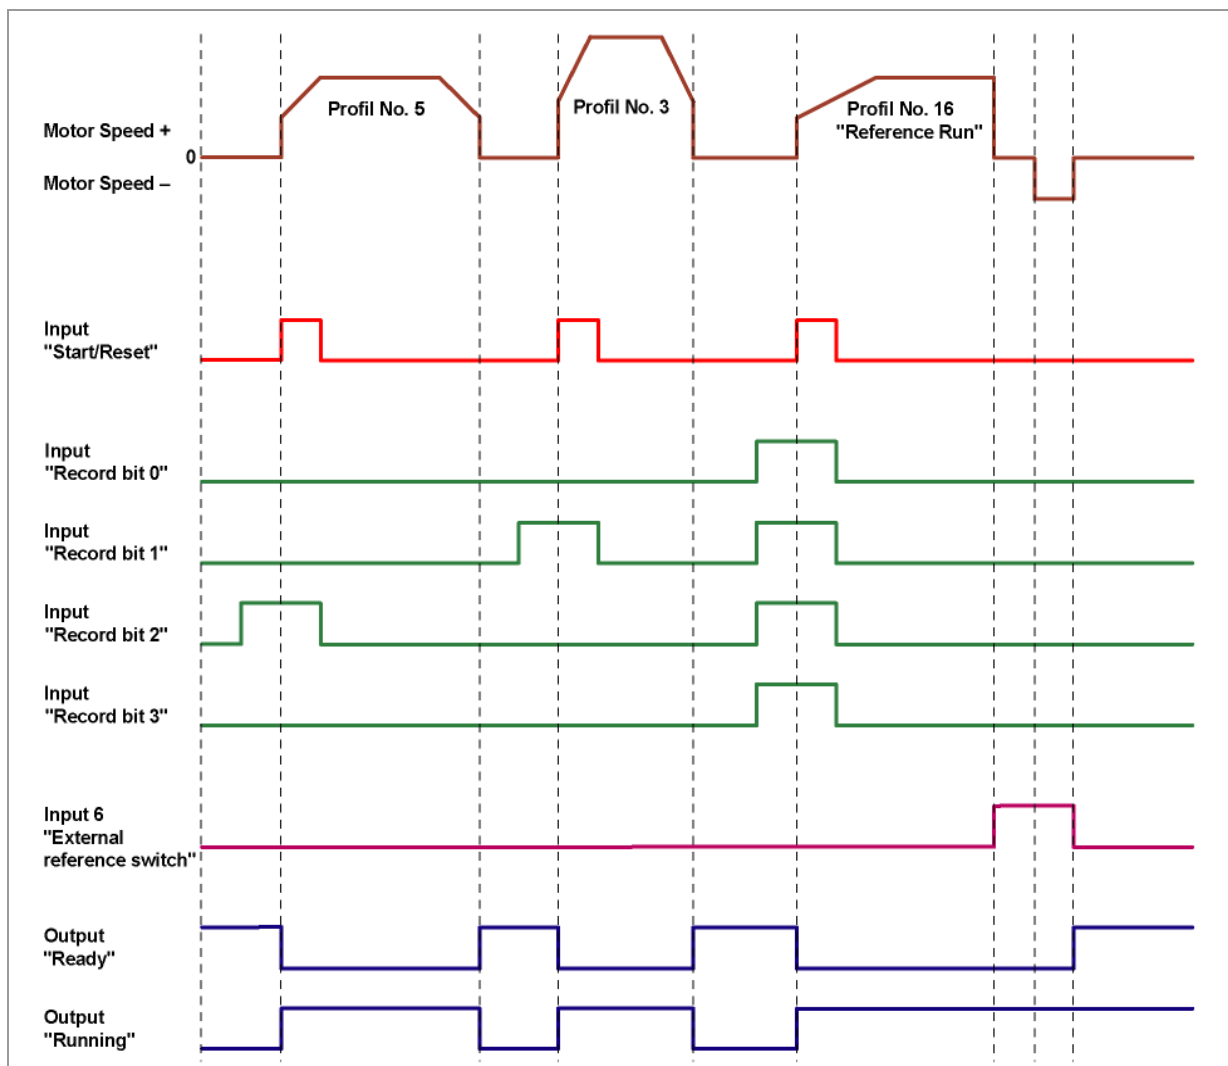 Profil No. 5
Profil No. 3
Profil No. 16
"Reference Run"
Motor Speed +
0
Motor Speed –
Input
"Start/Reset"
Input
"Record bit 0"
Input
"Record bit 1"
Input
"Record bit 2"
Input
"Record bit 3"
Input 6
"External
reference switch"
Output
"Ready"
Output
"Running"